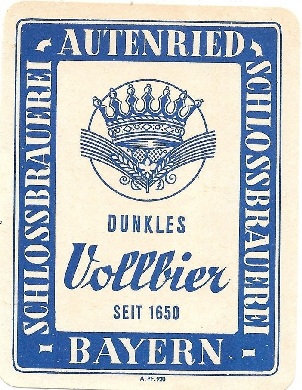 AUTENRIED
SCHLOSSBRAUEREI
SCHLOSSBRAUEREI
DUNKLES
Vollbier
SEIT 1650
BAYERN